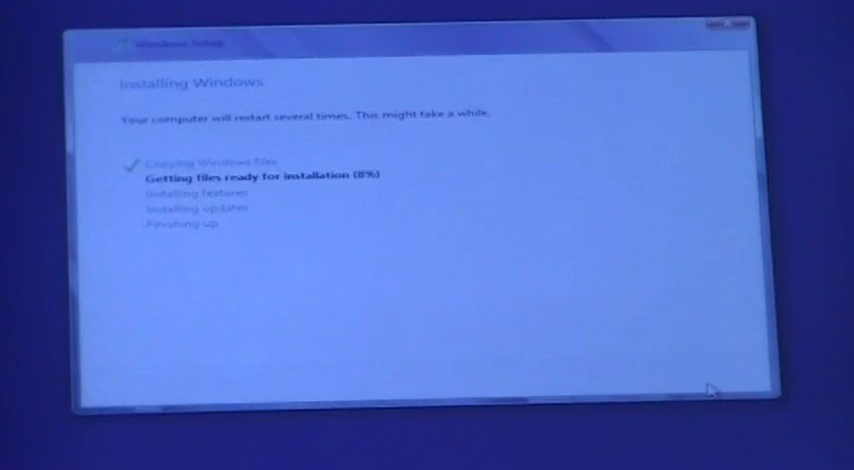 Windows Setup
Installing Windows
Your computer will restart several times. This might take a while.
Copying Windows files
Getting files ready for installation (8%)
Installing features
Installing updates
Finishing up